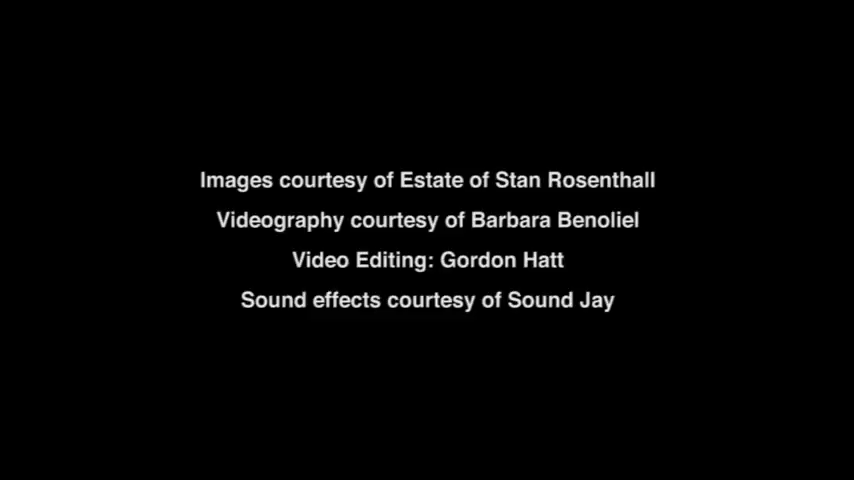 Images courtesy of Estate of Stan Rosenthall
Videography courtesy of Barbara Benoliel
Video Editing: Gordon Hatt
Sound effects courtesy of Sound Jay